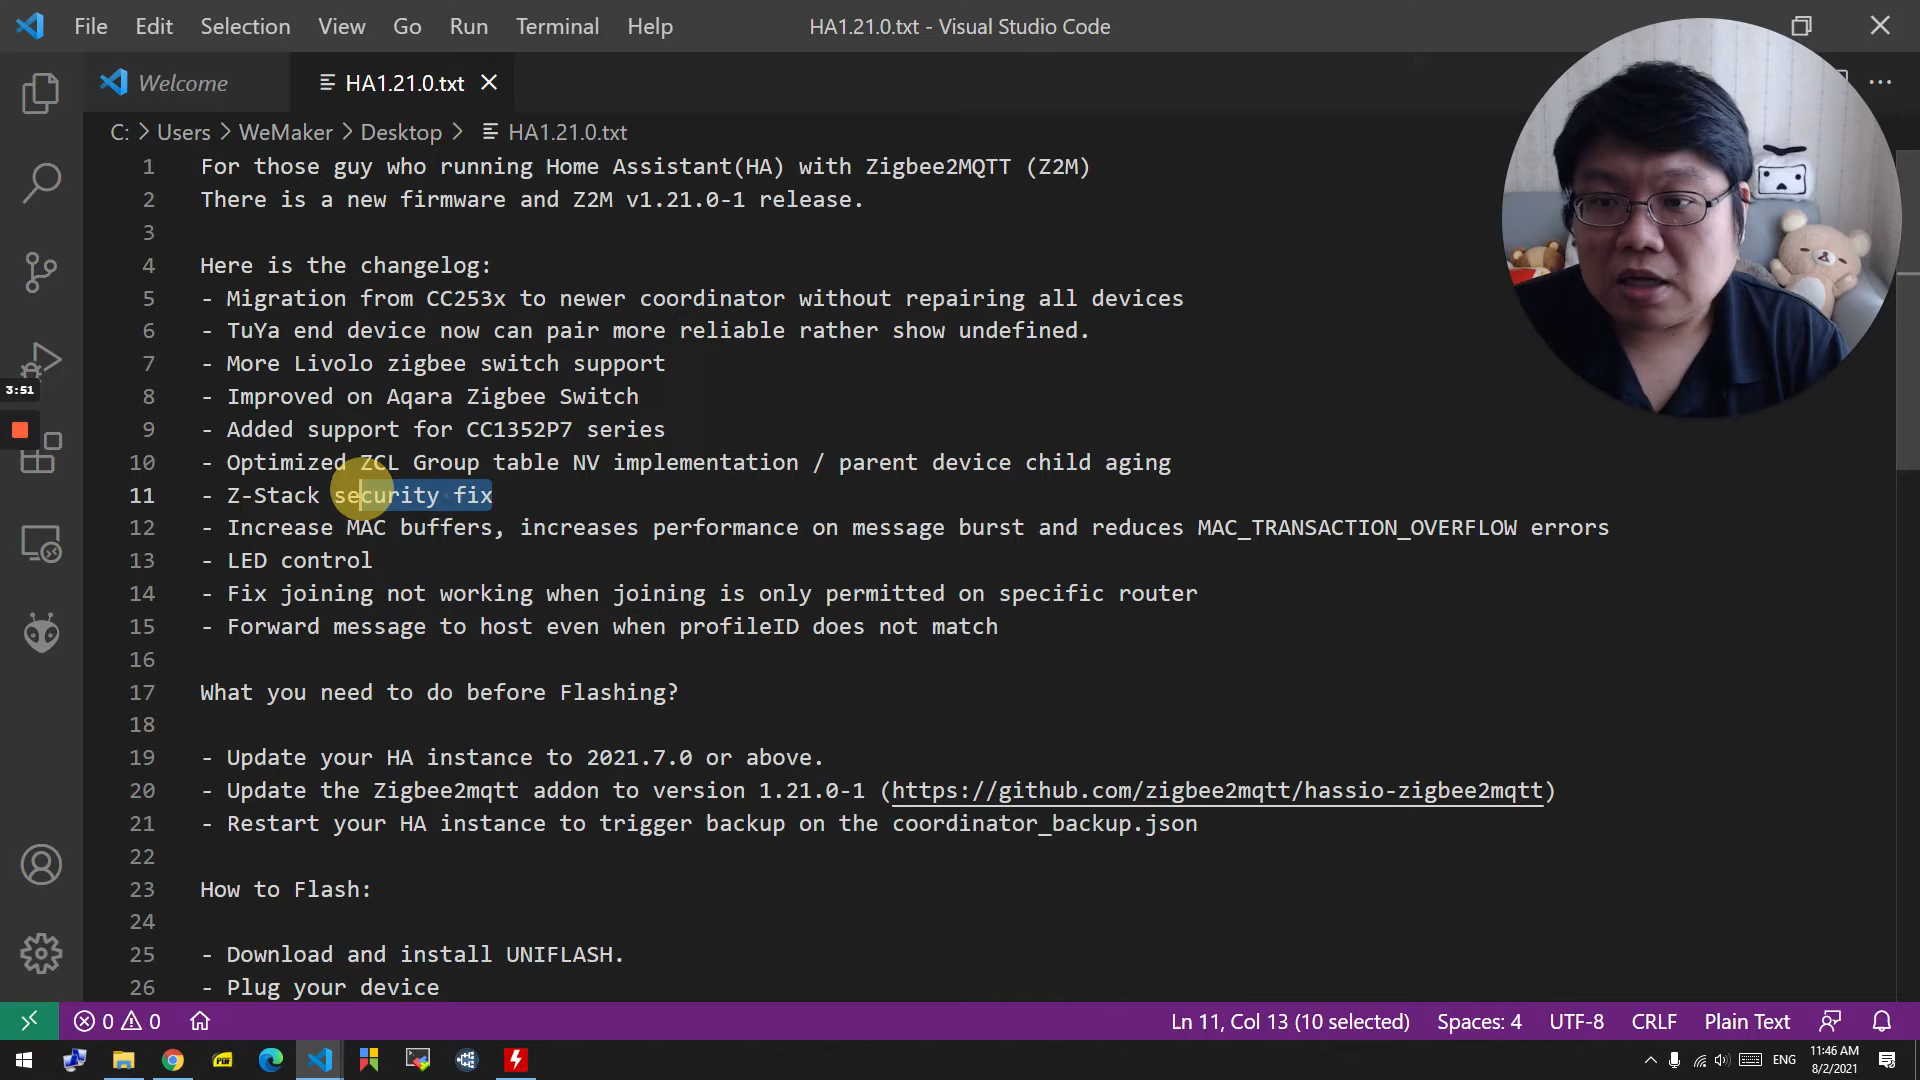 File Edit Selection View Go Run Terminal Help HA1.21.0.txt - Visual Studio Code
Welcome HA1.21.0.txt
C: > Users > WeMaker > Desktop > HA1.21.0.txt
1 For those guy who running Home Assistant(HA) with Zigbee2MQTT (Z2M)
2 There is a new firmware and Z2M v1.21.0-1 release.
3
4 Here is the changelog:
5 - Migration from CC253x to newer coordinator without repairing all devices
6 - TuYa end device now can pair more reliable rather show undefined.
7 - More Livolo zigbee switch support
3:51
8 - Improved on Aqara Zigbee Switch
9 - Added support for CC1352P7 series
10 - Optimized ZCL Group table NV implementation / parent device child aging
11 - Z-Stack security fix
12 - Increase MAC buffers, increases performance on message burst and reduces MAC_TRANSACTION_OVERFLOW errors
13 - LED control
14 - Fix joining not working when joining is only permitted on specific router
15 - Forward message to host even when profileID does not match
16
17 What you need to do before Flashing?
18
19 - Update your HA instance to 2021.7.0 or above.
20 - Update the Zigbee2mqtt addon to version 1.21.0-1 (https://github.com/zigbee2mqtt/hassio-zigbee2mqtt)
21 - Restart your HA instance to trigger backup on the coordinator_backup.json
22
23 How to Flash:
24
25 - Download and install UNIFLASH.
26 - Plug your device
0 0 Ln 11, Col 13 (10 selected) Spaces: 4 UTF-8 CRLF Plain Text
PDF ENG 11:46 AM
8/2/2021